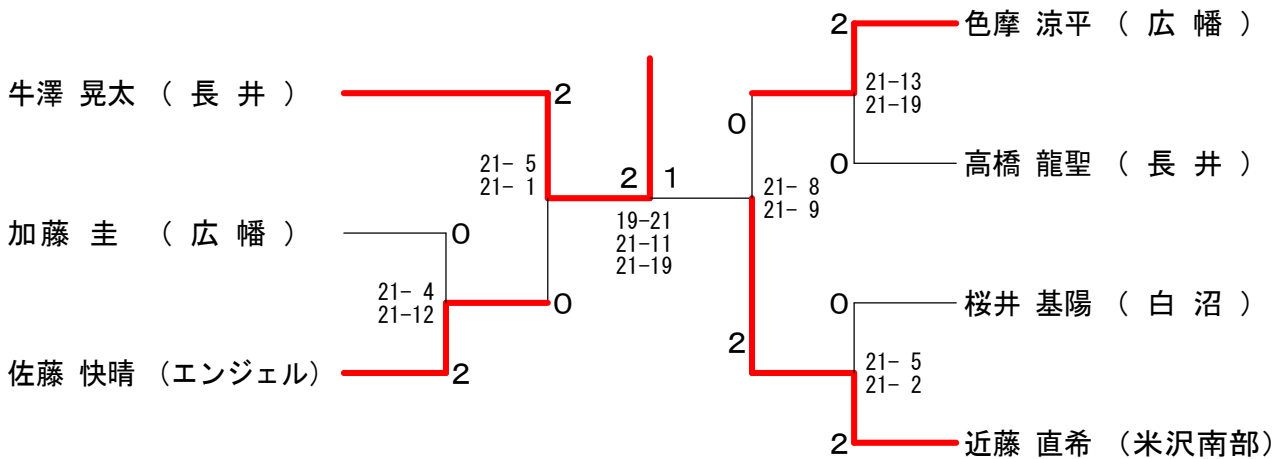 2 色摩 涼平 （ 広 幡 ）
牛澤 晃太 （ 長 井 ） 2
21-13
21-19
0
0 高橋 龍聖 （ 長 井 ）
21- 5
21- 1
2 1
21- 8
21- 9
19-21
21-11
21-19
加藤 圭 （ 広 幡 ） 0
21- 4
21-12
0
0 桜井 基陽 （ 白 沼 ）
2
佐藤 快晴 （エンジェル） 2
21- 5
21- 2
2 近藤 直希 （米沢南部）